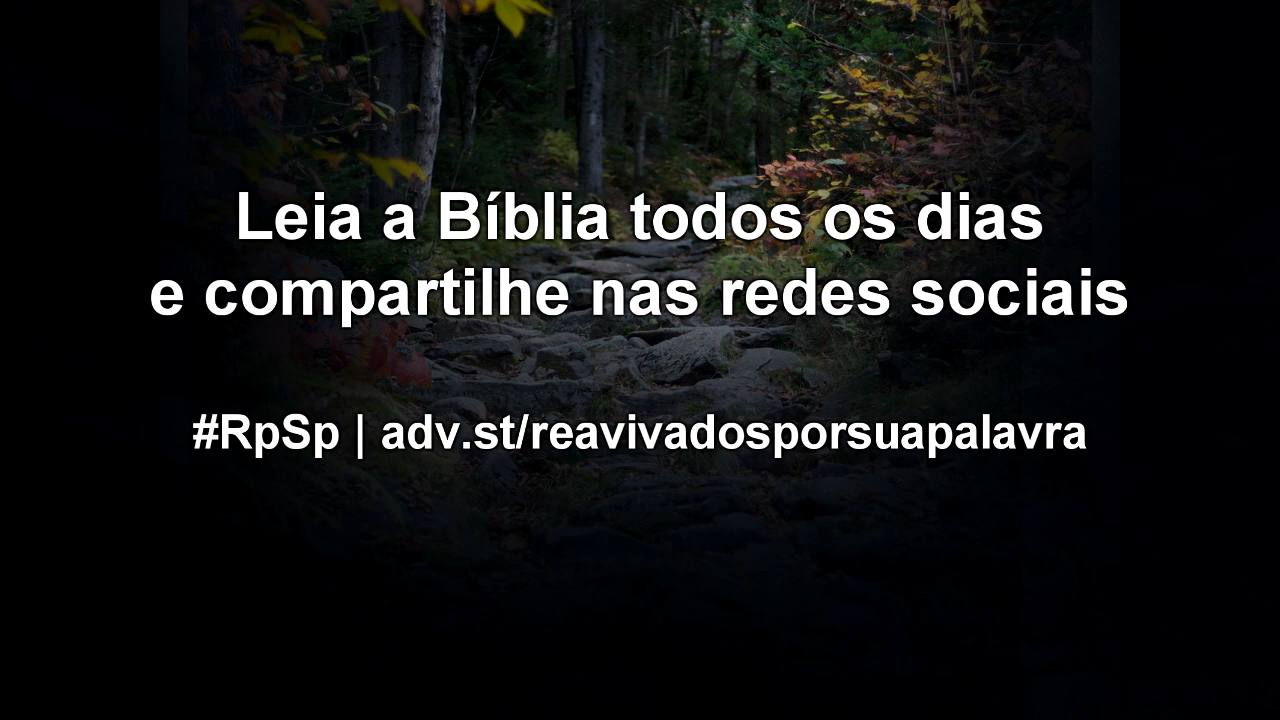 Leia a Bíblia todos os dias
e compartilhe nas redes sociais
#RpSp | adv.st/reavivadosporsuapalavra